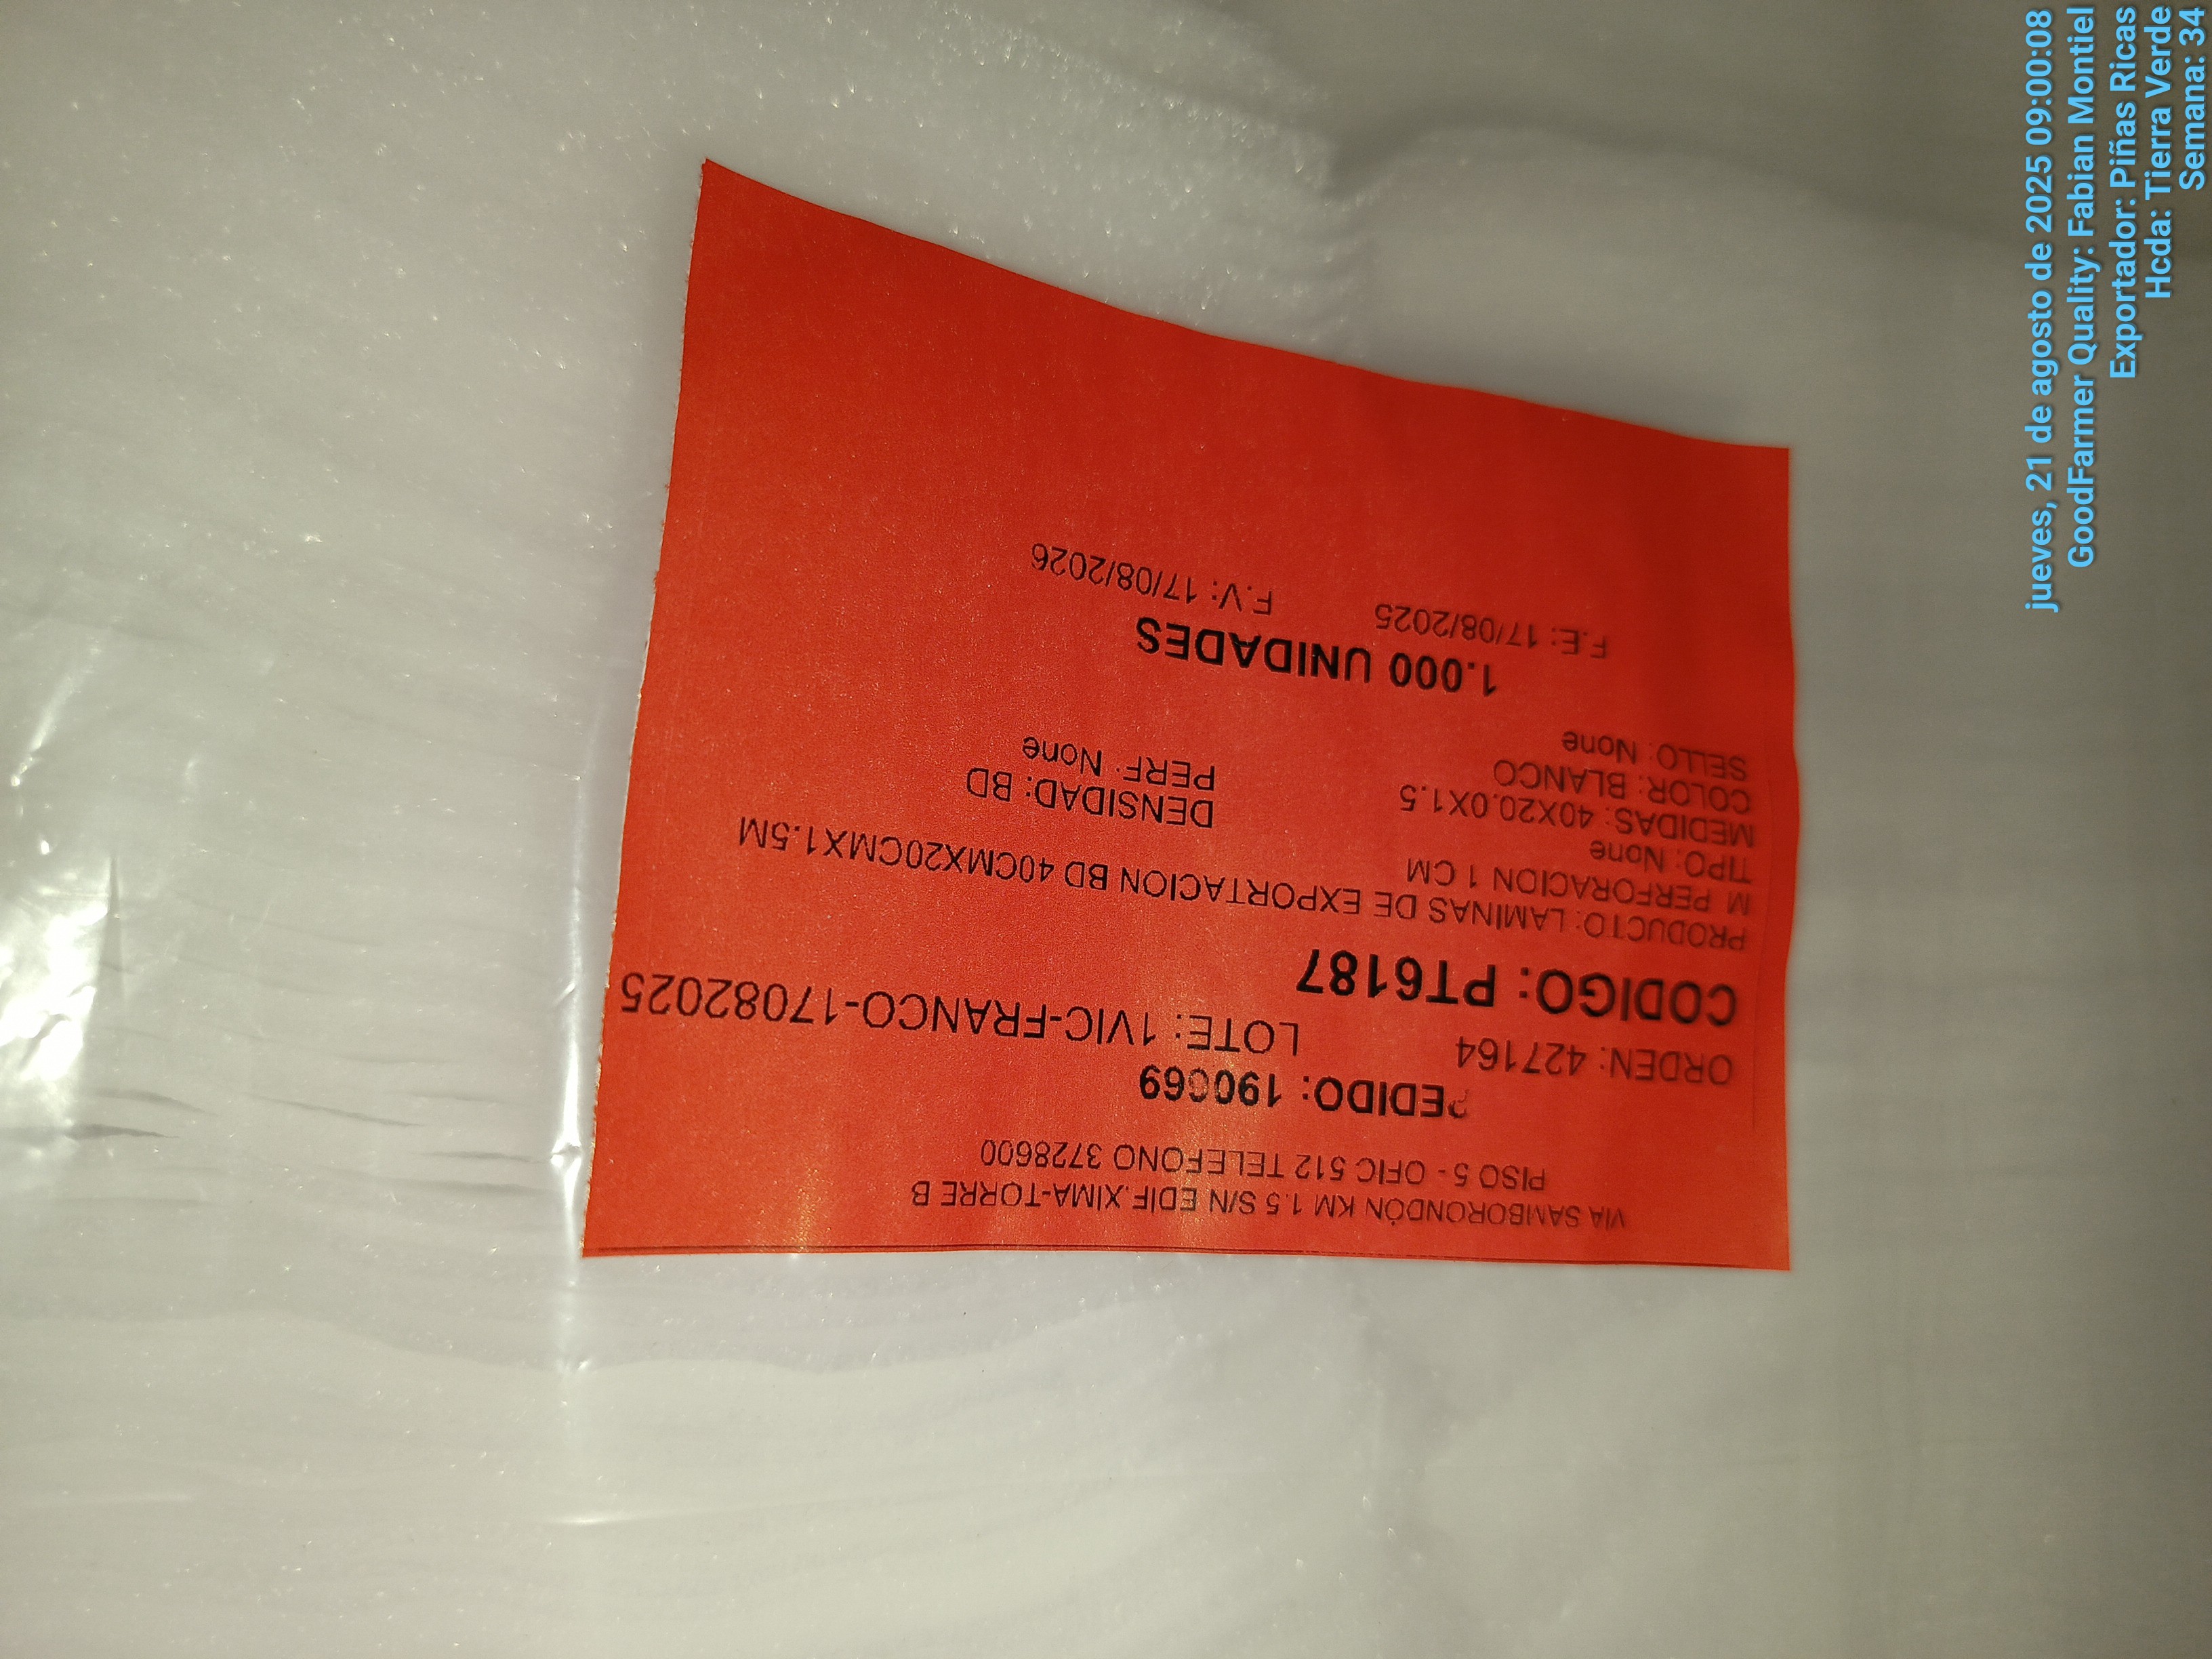 VIA SAMBORONDÓN KM 1.5 S/N EDIF.XIMA-TORRE B
PISO 5 - OFIC 512 TELEFONO 3728600
PEDIDO: 190069
ORDEN: 427164
LOTE: 1VIC-FRANCO-17082025
CODIGO: PT6187
PRODUCTO: LAMINAS DE EXPORTACION BD 40CMX20CMX1.5M
M PERFORACION 1 CM
TIPO: None
MEDIDAS: 40X20.0X1.5 DENSIDAD: BD
COLOR: BLANCO PERF: None
SELLO: None
1.000 UNIDADES
F.E: 17/08/2025 F.V: 17/08/2026
jueves, 21 de agosto de 2025 09:00:08
GoodFarmer Quality: Fabian Montiel
Exportador: Piñas Ricas
Hcda: Tierra Verde
Semana: 34